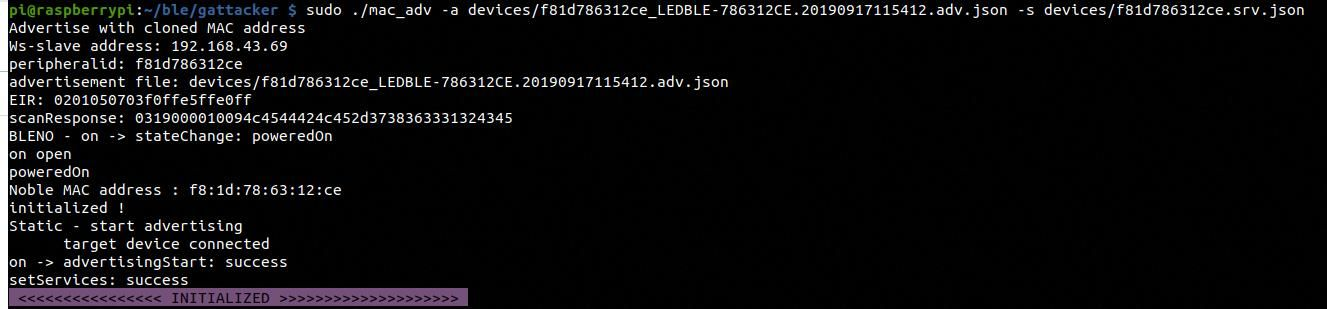 pi@raspberrypi:~/ble/gattacker $ sudo ./mac_adv -a devices/f81d786312ce_LEDBLE-786312CE.20190917115412.adv.json -s devices/f81d786312ce.srv.json
Advertise with cloned MAC address
Ws-slave address: 192.168.43.69
peripheralid: f81d786312ce
advertisement file: devices/f81d786312ce_LEDBLE-786312CE.20190917115412.adv.json
EIR: 0201050703f0ffe5ffe0ff
scanResponse: 0319000010094c4544424c452d3738363331324345
BLENO - on -> stateChange: poweredOn
on open
poweredOn
Noble MAC address : f8:1d:78:63:12:ce
initialized !
Static - start advertising
      target device connected
on -> advertisingStart: success
setServices: success
 <<<<<<<<<<<<<<<< INITIALIZED >>>>>>>>>>>>>>>>>>>>